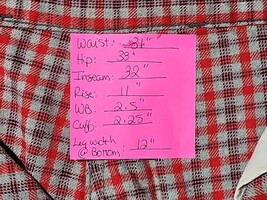 Waist: 34"
Hip: 38"
Inseam: 32"
Rise: 11"
WB: 2.5"
Cuff: 2.25"
Leg width
@ Bottom: 12"